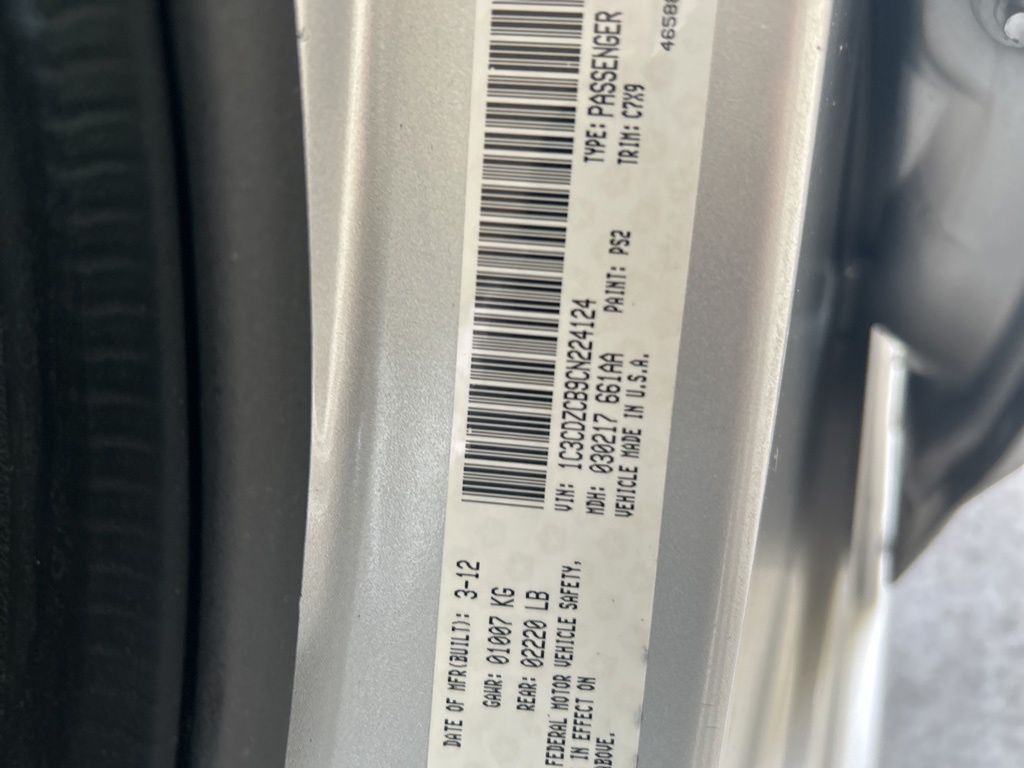 DATE OF MFR(BUILT): 3-12
GAWR: 01007 KG
REAR: 02220 LB
FEDERAL MOTOR VEHICLE SAFETY,
IN EFFECT ON
ABOVE.
VIN: 1C3CDZCB9CN224124
TYPE: PASSENGER
MDH: 030217 661AA
PAINT: PS2
TRIM: C7X9
VEHICLE MADE IN U.S.A.